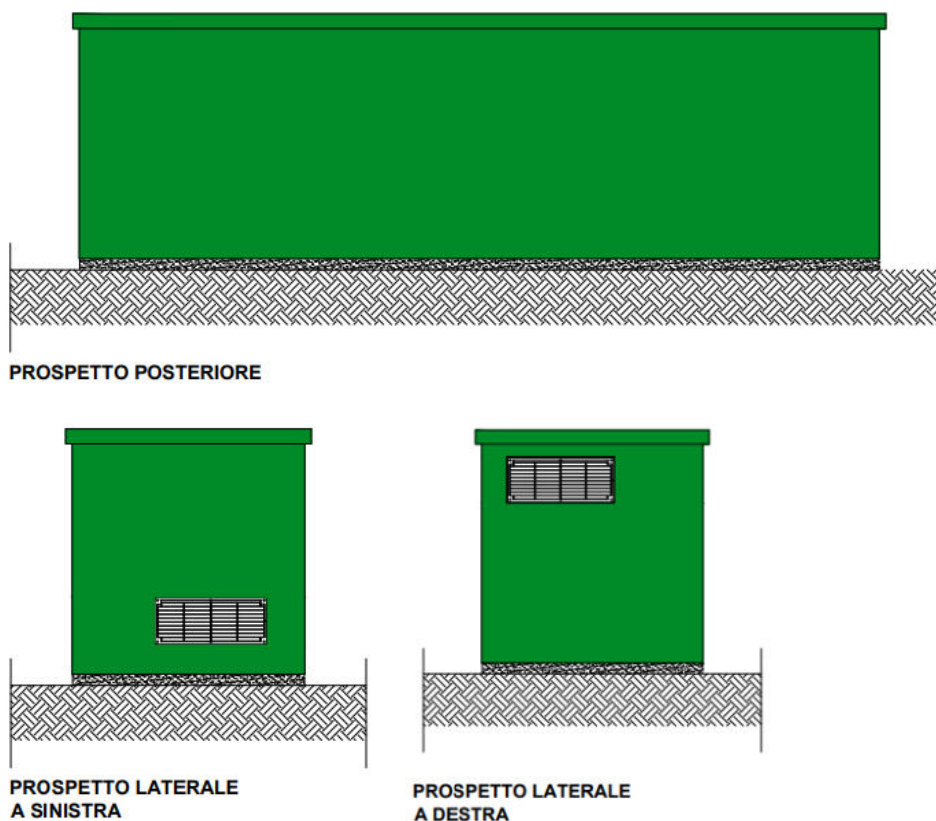 PROSPETTO POSTERIORE
PROSPETTO LATERALE
A SINISTRA
PROSPETTO LATERALE
A DESTRA